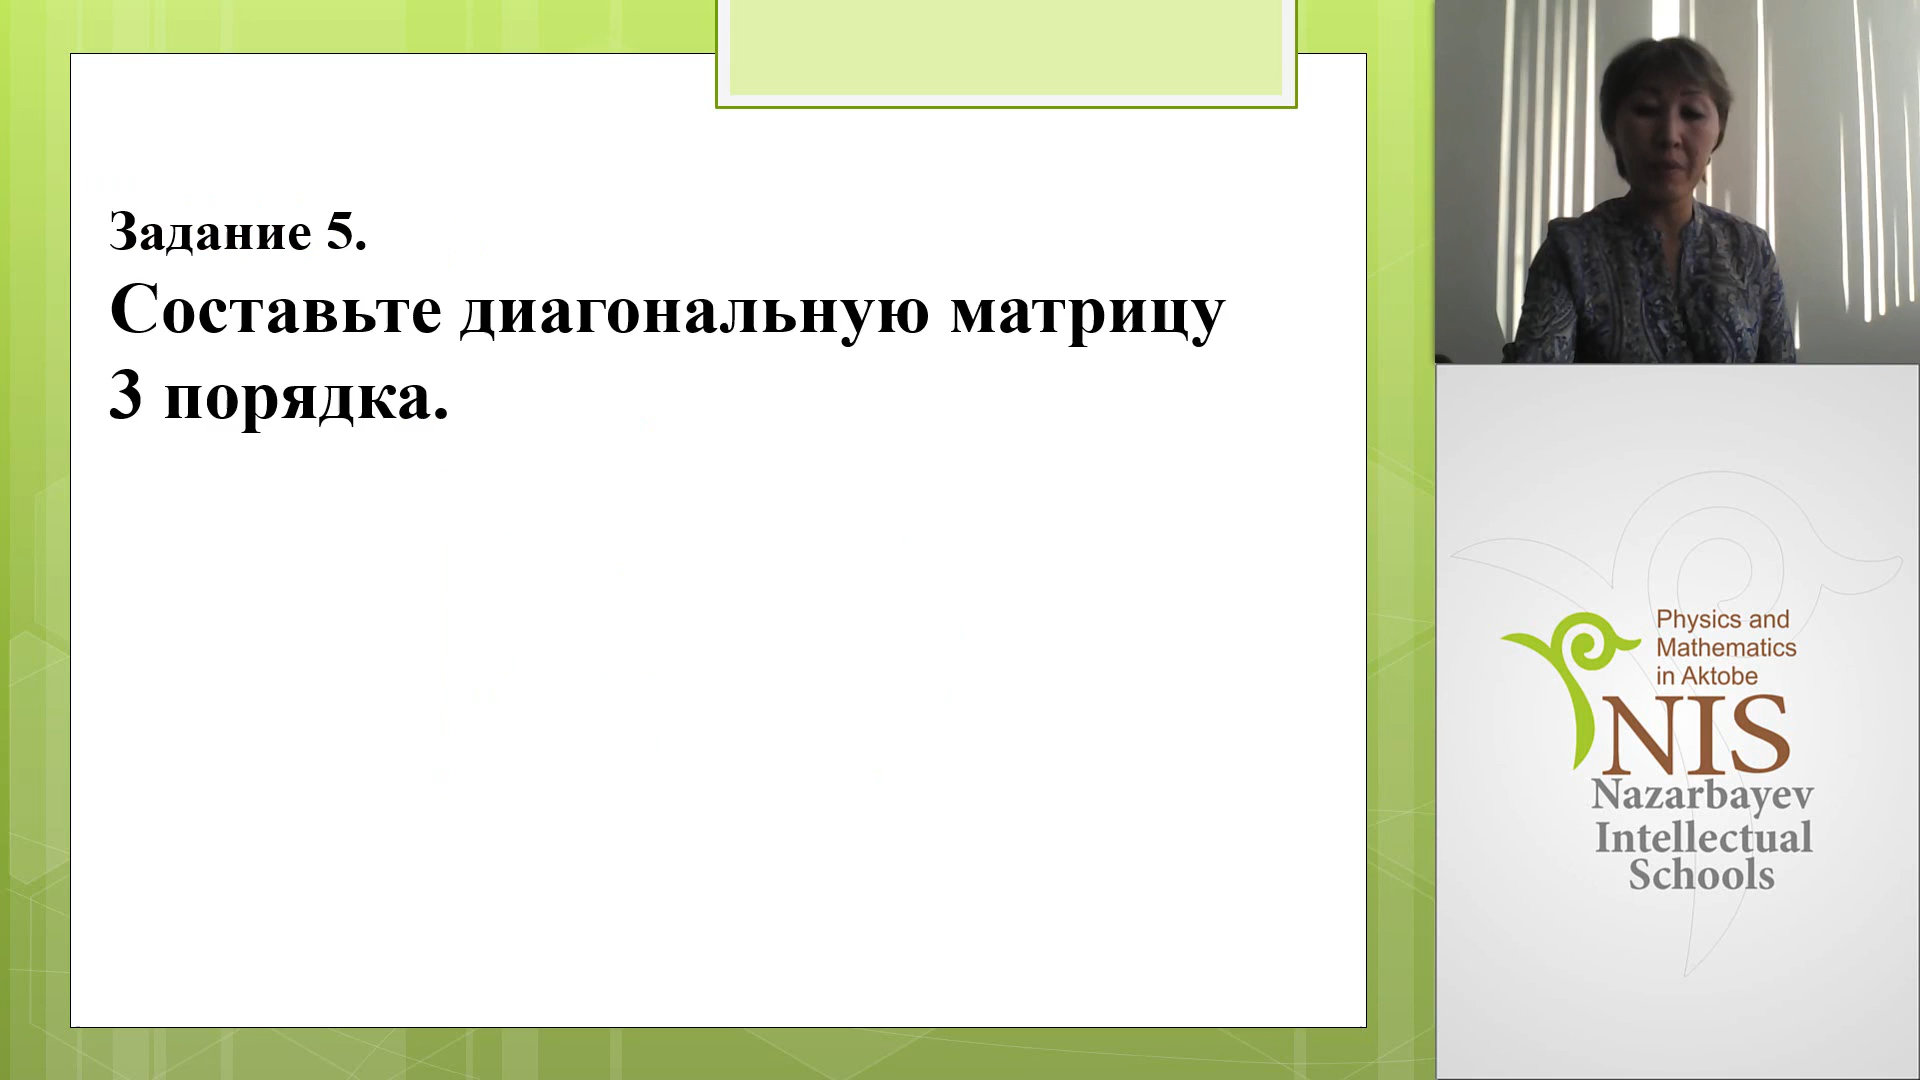 Задание 5.
Составьте диагональную матрицу
3 порядка.
Physics and
Mathematics
in Aktobe
NIS
Nazarbayev
Intellectual
Schools